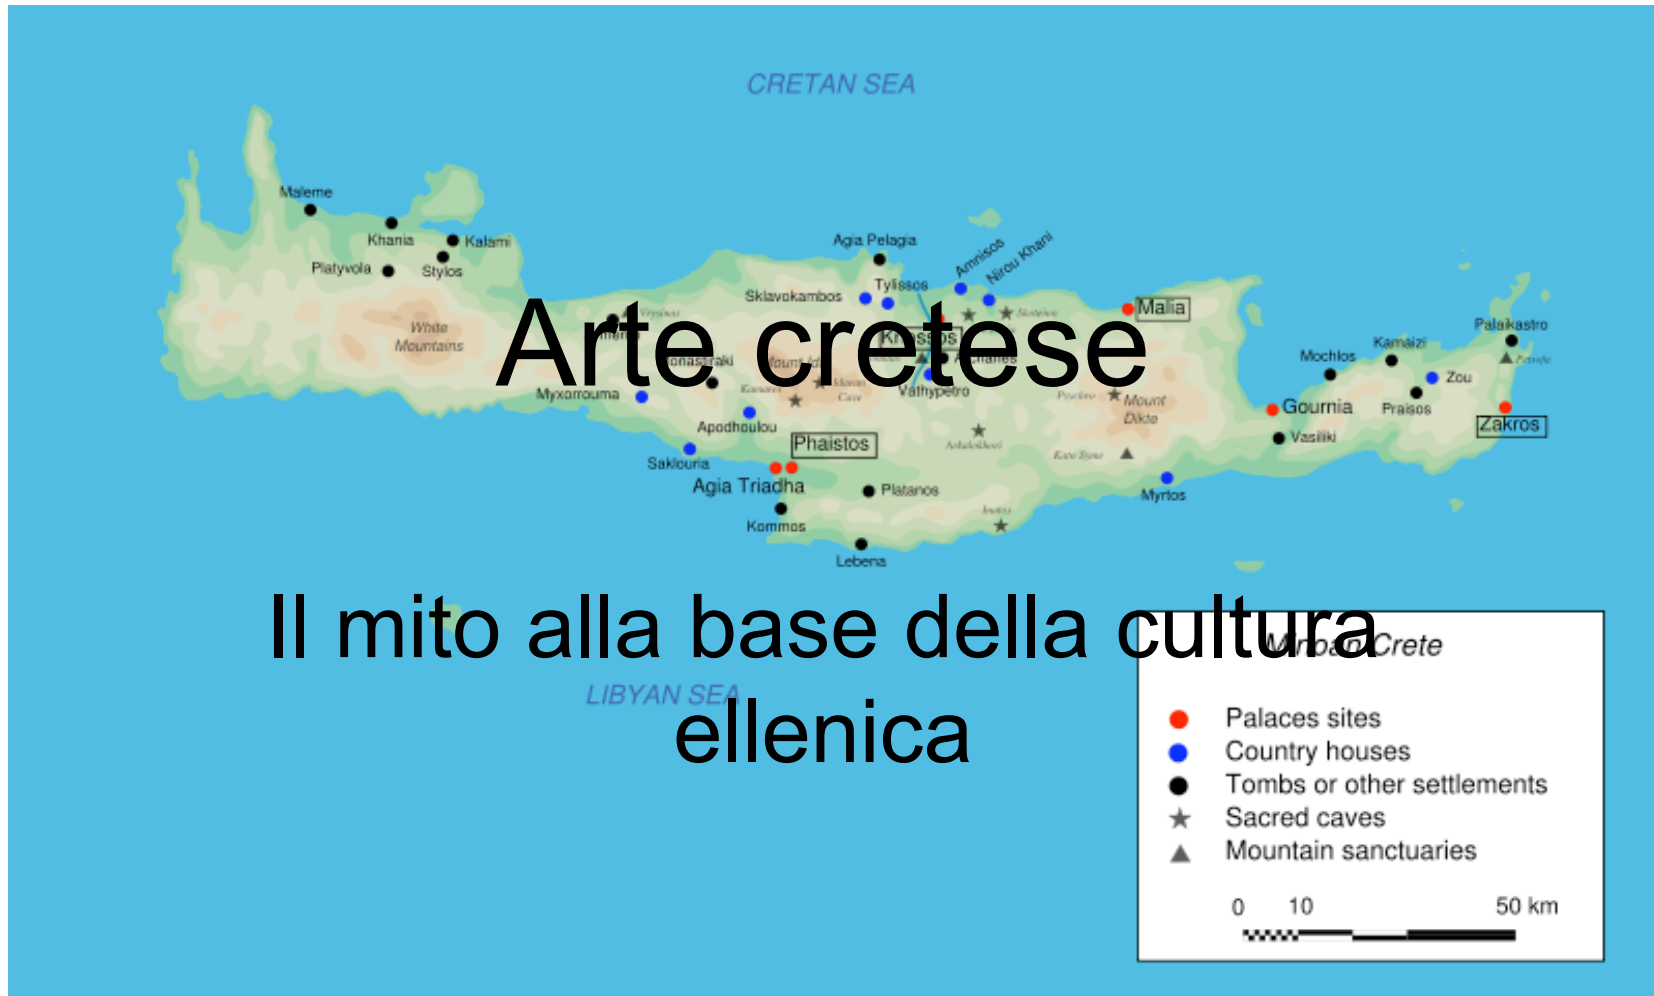 CRETAN SEA
Maleme
Khania
Kalami
Platyvola
Stylos
Agia Pelagia
Amnisos
Nirou Khani
Tylissos
Sklavokambos
Malia
White
Mountains
Arte cretese
Knossos
Palaikastro
Kamaizi
Mochlos
Zou
Praisos
Zakros
Gournia
Vasiliki
Myxorrouma
Vathypetro
Mount
Dikte
Apodhoulou
Phaistos
Saklouria
Agia Triadha
Platanos
Myrtos
Kommos
Lebena
Il mito alla base della cultura
ellenica
LIBYAN SEA
Minoan Crete
Palaces sites
Country houses
Tombs or other settlements
Sacred caves
Mountain sanctuaries
0 10 50 km